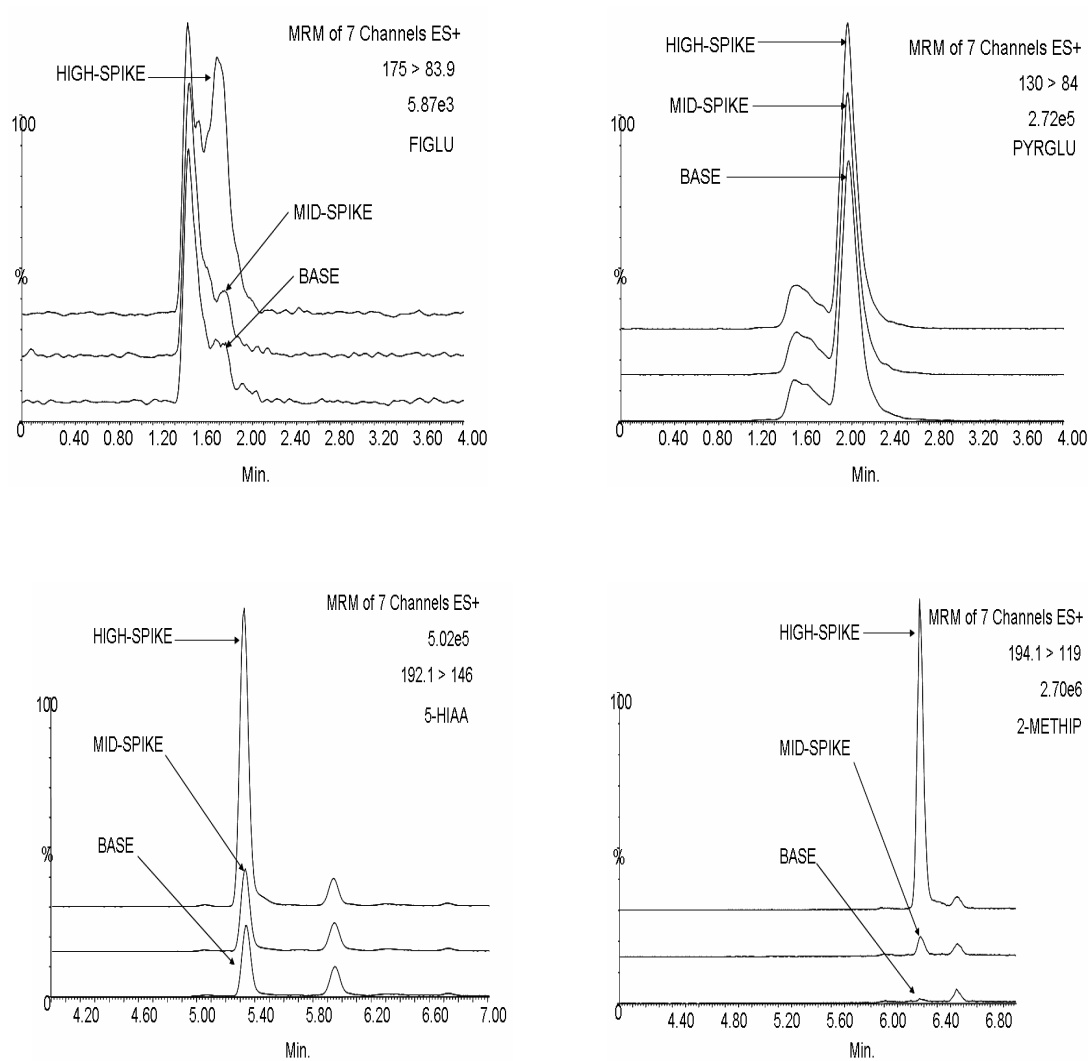 MRM of 7 Channels ES+
175 > 83.9
5.87e3
FIGLU
HIGH-SPIKE
MID-SPIKE
BASE
100
%
0
0.40 0.80 1.20 1.60 2.00 2.40 2.80 3.20 3.60 4.00
Min.
MRM of 7 Channels ES+
130 > 84
2.72e5
PYRGLU
HIGH-SPIKE
MID-SPIKE
BASE
100
%
0
0.40 0.80 1.20 1.60 2.00 2.40 2.80 3.20 3.60 4.00
Min.
MRM of 7 Channels ES+
5.02e5
192.1 > 146
5-HIAA
HIGH-SPIKE
MID-SPIKE
BASE
100
%
0
4.20 4.60 5.00 5.40 5.80 6.20 6.60 7.00
Min.
MRM of 7 Channels ES+
194.1 > 119
2.70e6
2-METHIP
HIGH-SPIKE
MID-SPIKE
BASE
100
%
0
4.40 4.80 5.20 5.60 6.00 6.40 6.80
Min.